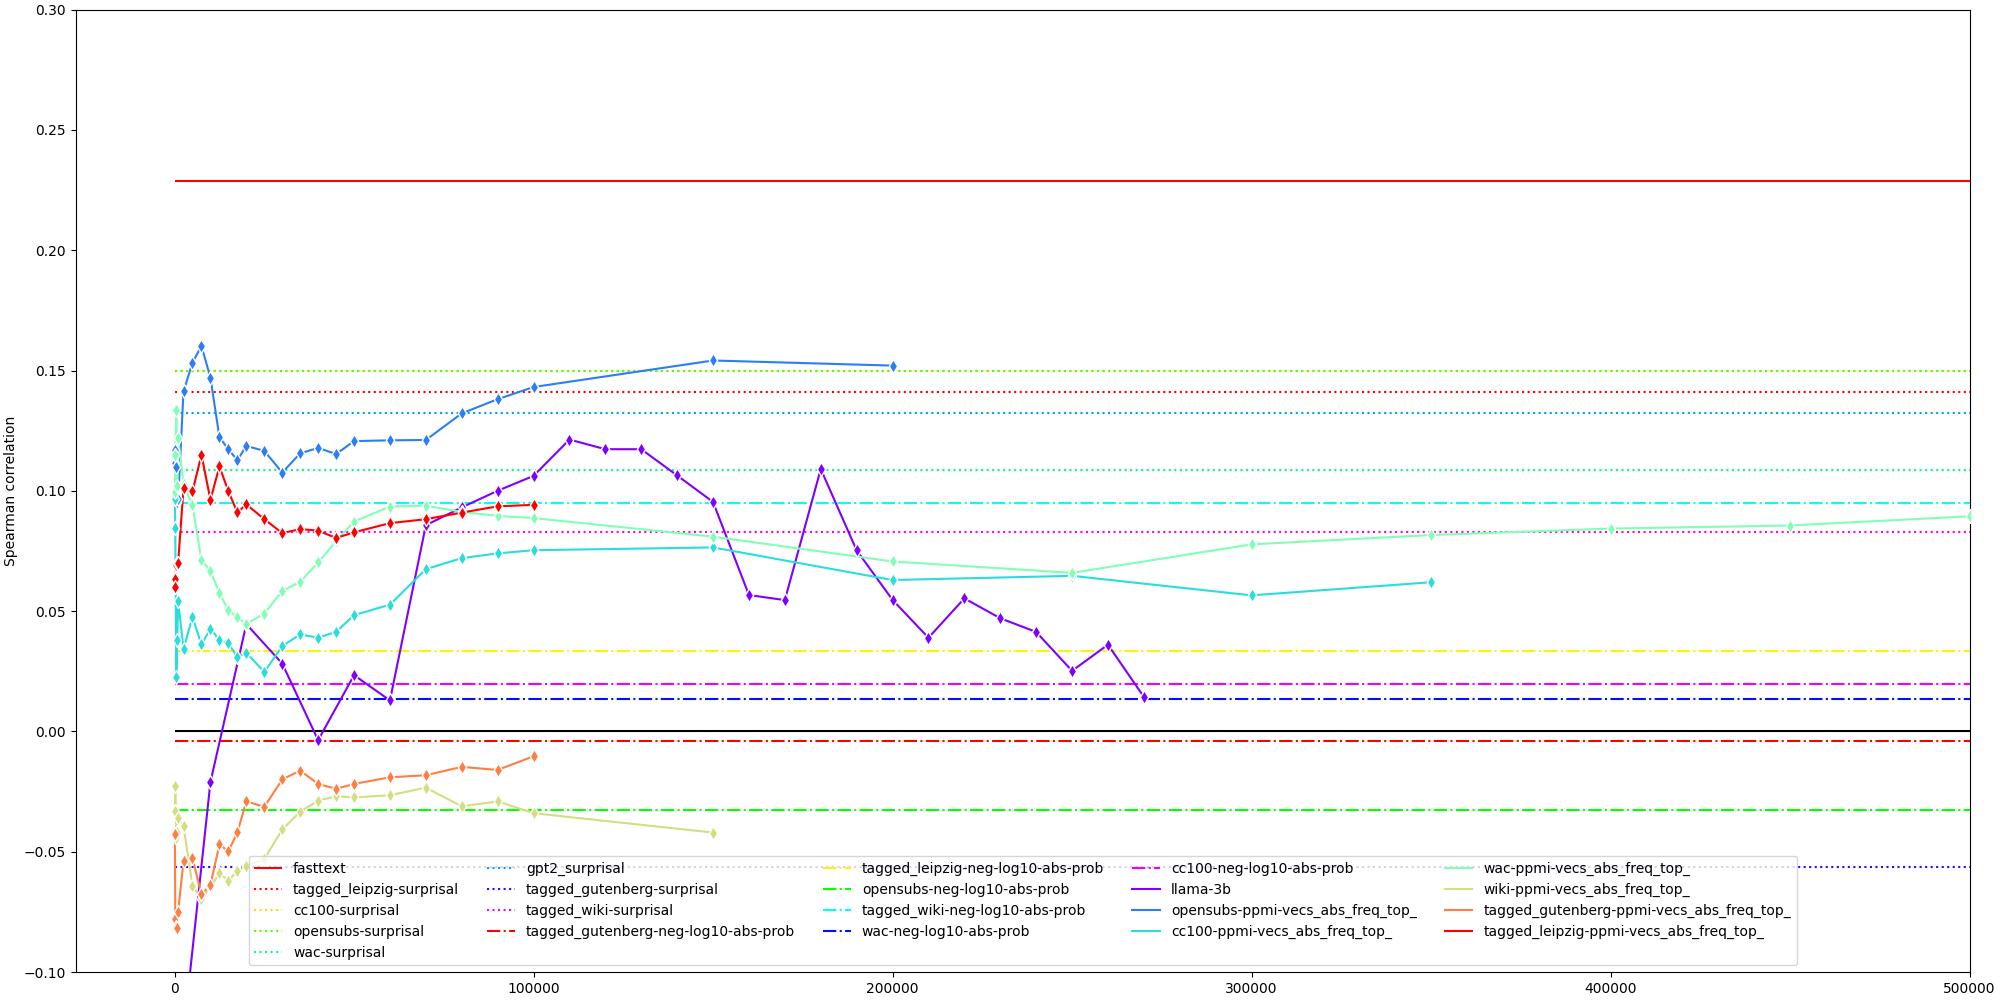 0.30
0.25
0.20
0.15
0.10
0.05
0.00
−0.05
−0.10
Spearman correlation
fasttext
tagged_leipzig-surprisal
cc100-surprisal
opensubs-surprisal
wac-surprisal
gpt2_surprisal
tagged_gutenberg-surprisal
tagged_wiki-surprisal
tagged_gutenberg-neg-log10-abs-prob
tagged_leipzig-neg-log10-abs-prob
opensubs-neg-log10-abs-prob
tagged_wiki-neg-log10-abs-prob
wac-neg-log10-abs-prob
cc100-neg-log10-abs-prob
llama-3b
opensubs-ppmi-vecs_abs_freq_top_
cc100-ppmi-vecs_abs_freq_top_
wac-ppmi-vecs_abs_freq_top_
wiki-ppmi-vecs_abs_freq_top_
tagged_gutenberg-ppmi-vecs_abs_freq_top_
tagged_leipzig-ppmi-vecs_abs_freq_top_
0
100000
200000
300000
400000
500000